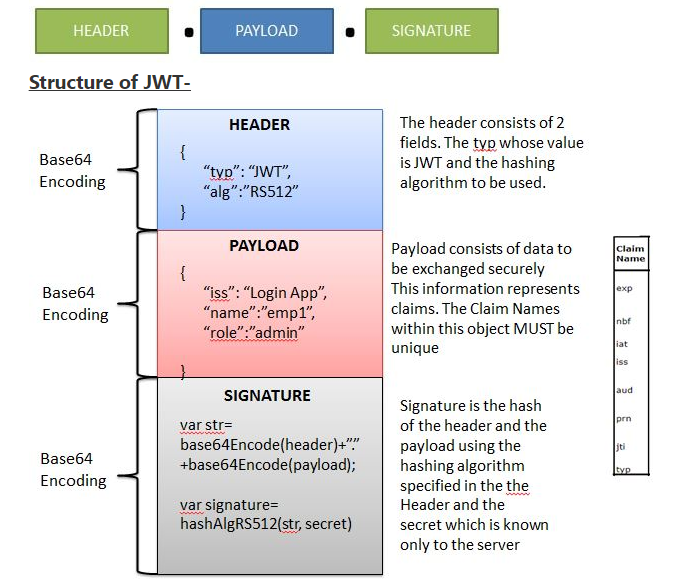 HEADER . PAYLOAD . SIGNATURE
Structure of JWT-
Base64
Encoding
HEADER
{
“typ”: “JWT”,
“alg”:”RS512”
}
The header consists of 2
fields. The typ whose value
is JWT and the hashing
algorithm to be used.
Base64
Encoding
PAYLOAD
{
“iss”: “Login App”,
“name”:”emp1”,
“role”:”admin”
}
Payload consists of data to
be exchanged securely
This information represents
claims. The Claim Names
within this object MUST be
unique
Claim
Name
exp
nbf
iat
iss
aud
prn
jti
typ
Base64
Encoding
SIGNATURE
var str=
base64Encode(header)+”.”
+base64Encode(payload);
var signature=
hashAlgRS512(str, secret)
Signature is the hash
of the header and the
payload using the
hashing algorithm
specified in the the
Header and the
secret which is known
only to the server